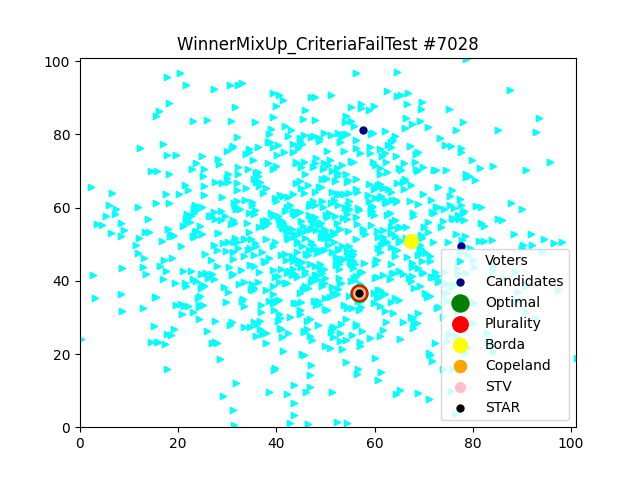 WinnerMixUp_CriteriaFailTest #7028
100
80
60
40
20
0
0
20
40
60
80
100
Voters
Candidates
Optimal
Plurality
Borda
Copeland
STV
STAR